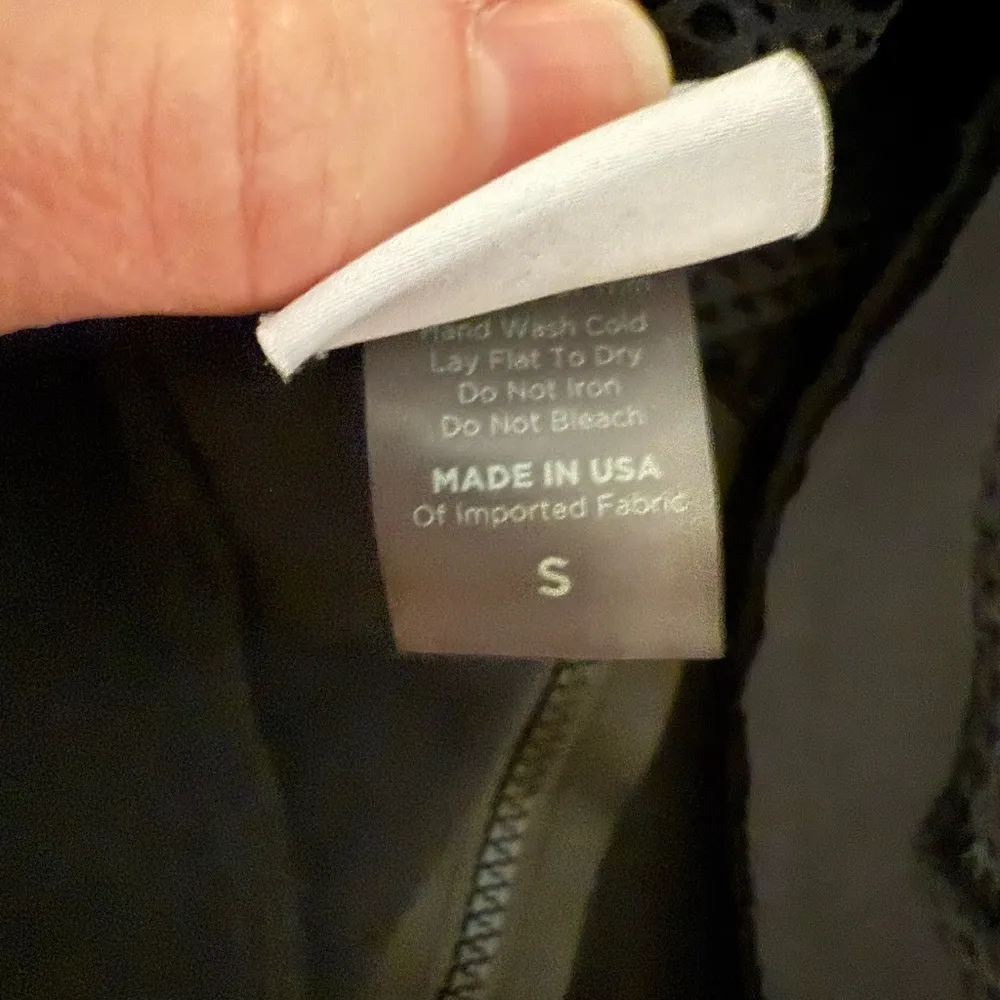 Hand Wash Cold
Lay Flat To Dry
Do Not Iron
Do Not Bleach
MADE IN USA
Of Imported Fabric
S